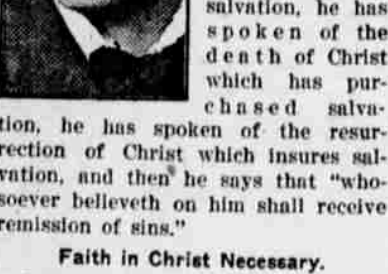 salvation, he has
spoken of the
death of Christ
which has pur-
chased salva-
tion, he has spoken of the resur-
rection of Christ which insures sal-
vation, and then he says that "who-
soever believeth on him shall receive
remission of sins."
Faith in Christ Necessary.